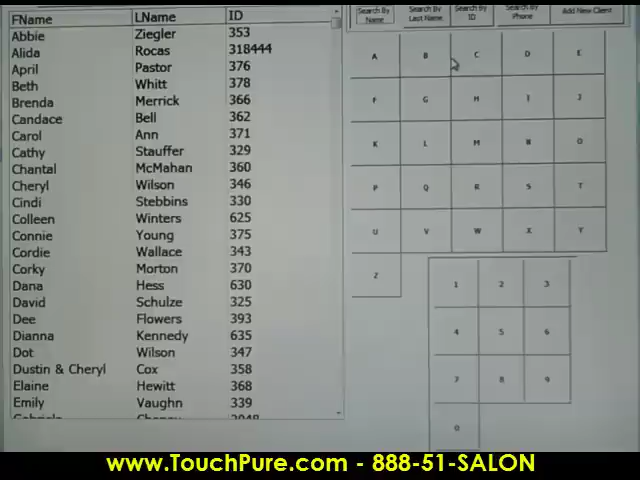 FName LName ID
Abbie Ziegler 353
Alida Rocas 318444
April Pastor 376
Beth Whitt 378
Brenda Merrick 366
Candace Bell 362
Carol Ann 371
Cathy Stauffer 329
Chantal McMahan 360
Cheryl Wilson 346
Cindi Stebbins 330
Colleen Winters 625
Connie Young 375
Cordie Wallace 343
Corky Morton 370
Dana Hess 630
David Schulze 325
Dee Flowers 393
Dianna Kennedy 635
Dot Wilson 347
Dustin & Cheryl Cox 358
Elaine Hewitt 368
Emily Vaughn 339
Search By
Name
Search By
Last Name
Search By
ID
Search By
Phone
Add New Client
A B C D E
F G H I J
K L M N O
P Q R S T
U V W X Y
Z
1 2 3
4 5 6
7 8 9
0
www.TouchPure.com - 888-51-SALON